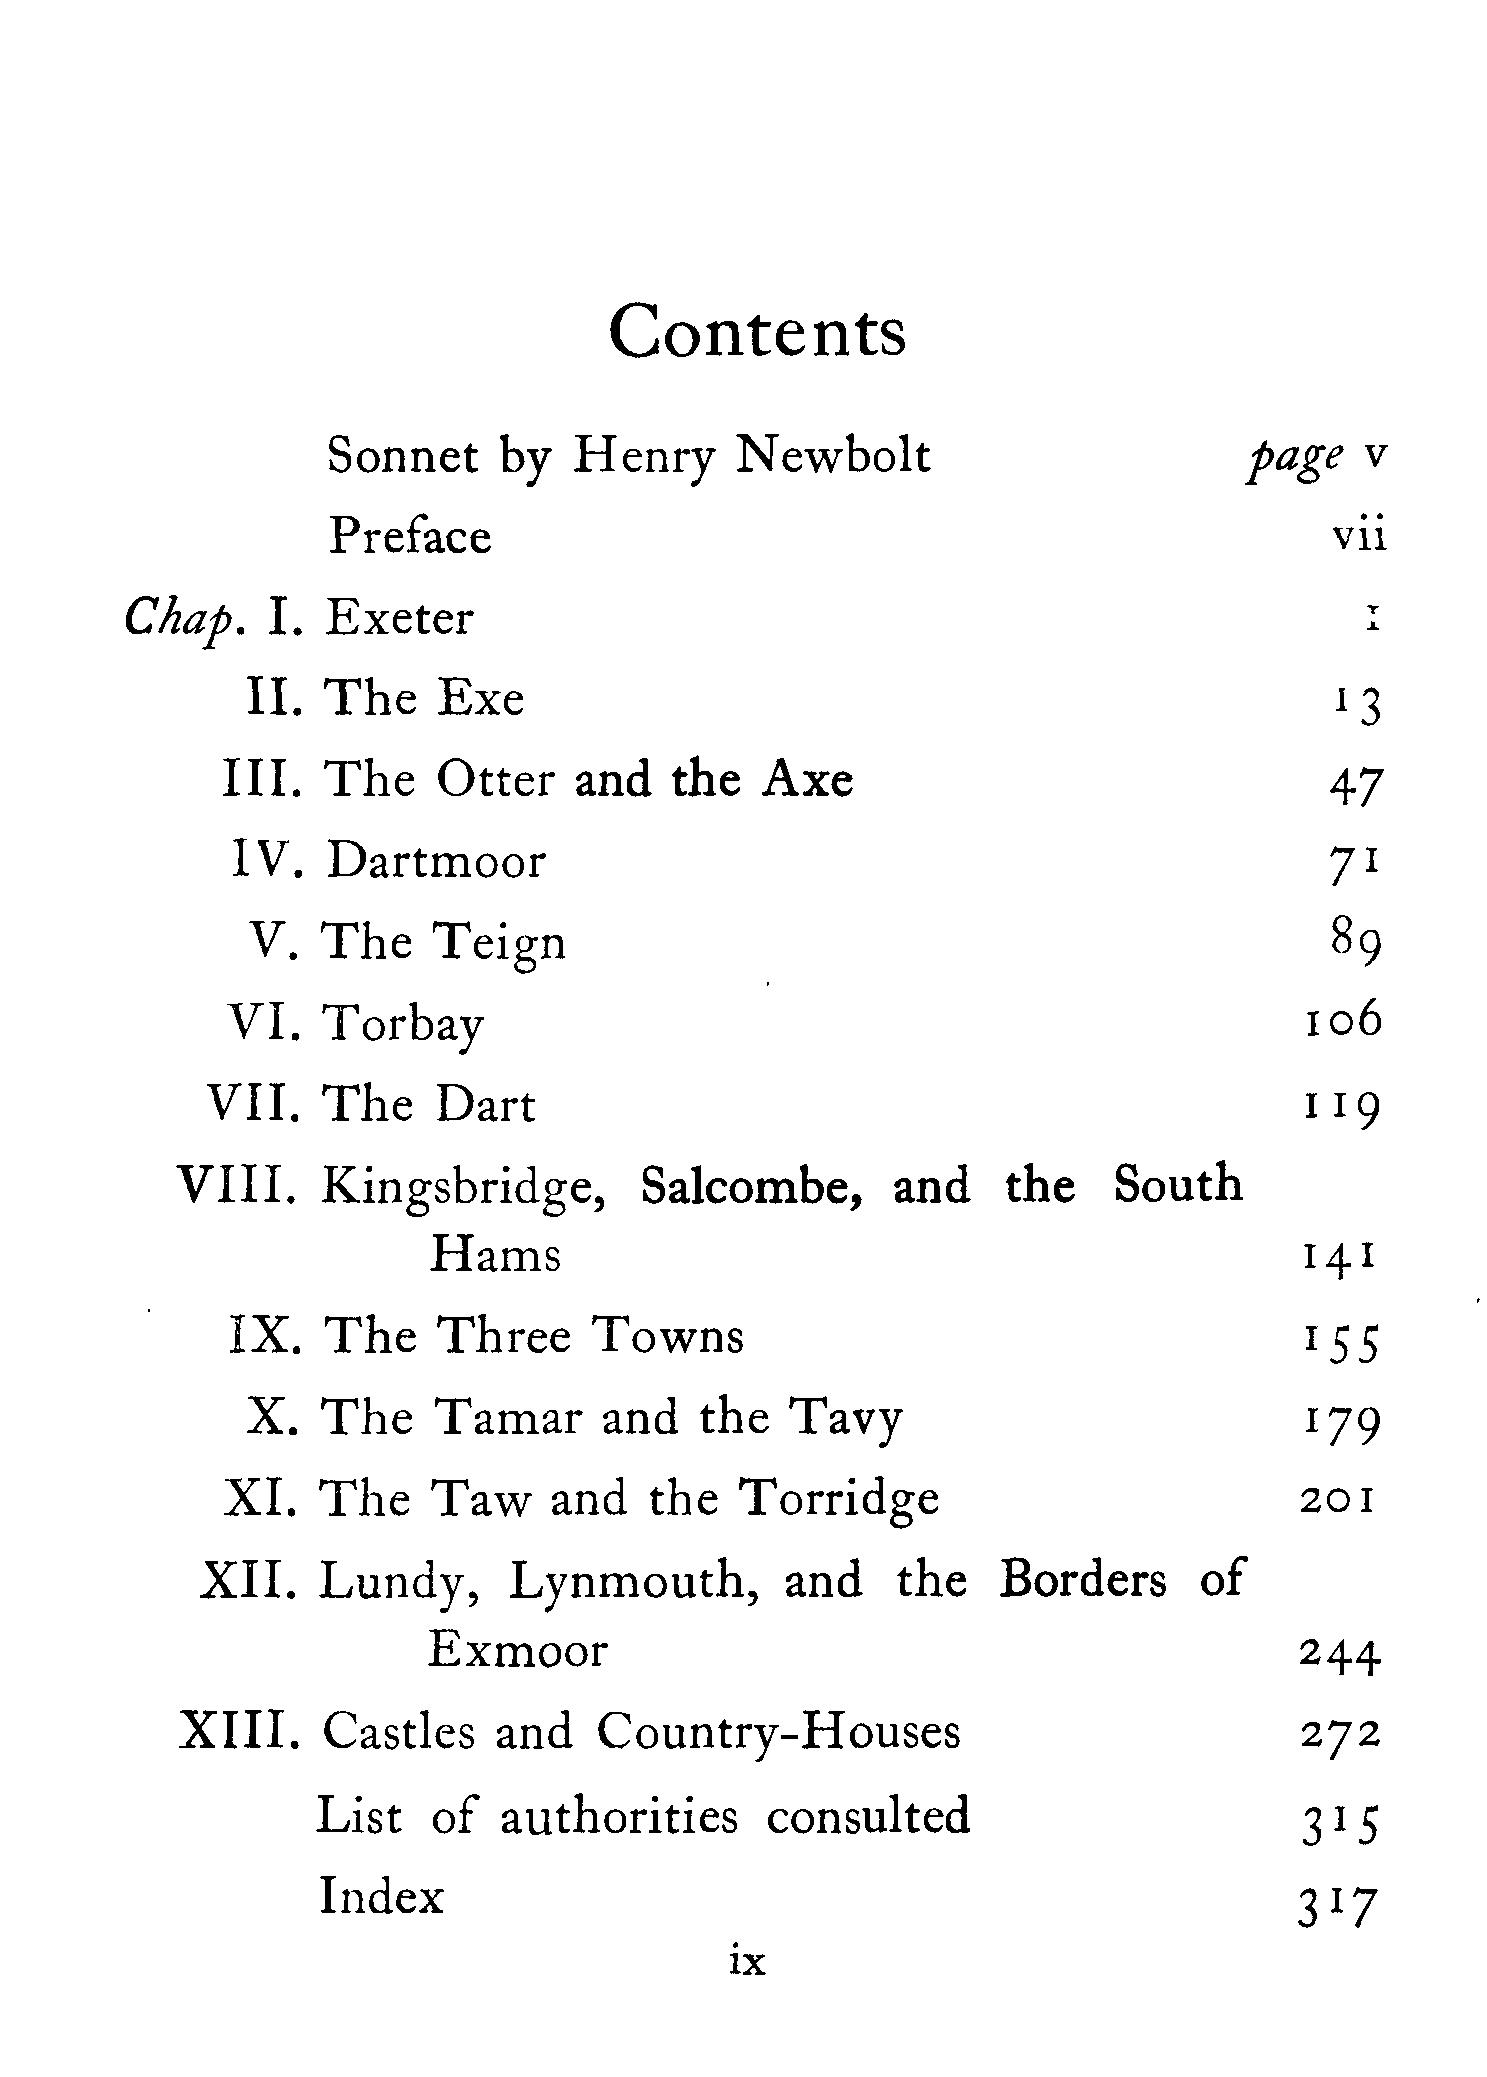 Contents
Sonnet by Henry Newbolt page v
Preface vii
Chap. I. Exeter 1
II. The Exe 13
III. The Otter and the Axe 47
IV. Dartmoor 71
V. The Teign 89
VI. Torbay 106
VII. The Dart 119
VIII. Kingsbridge, Salcombe, and the South
Hams 141
IX. The Three Towns 155
X. The Tamar and the Tavy 179
XI. The Taw and the Torridge 201
XII. Lundy, Lynmouth, and the Borders of
Exmoor 244
XIII. Castles and Country-Houses 272
List of authorities consulted 315
Index 317
ix